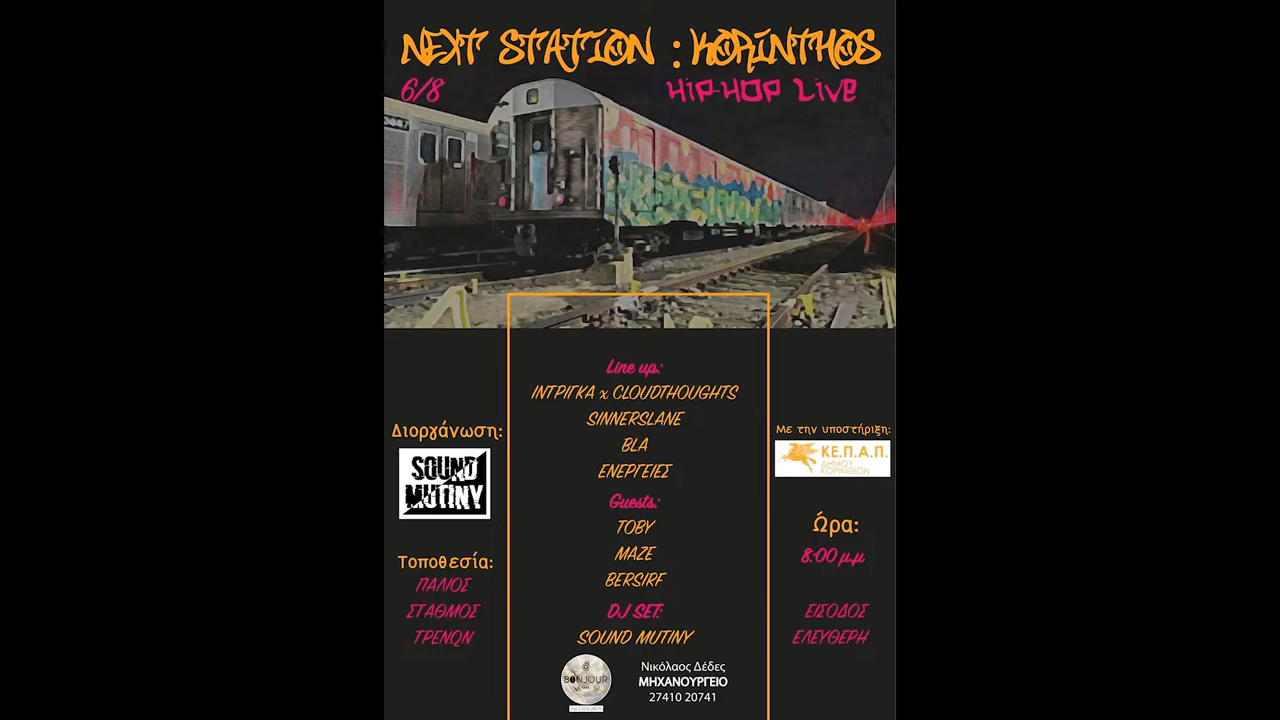 NEXT STATION : KORINTHOS
6/8
HIP-HOP LIVE
3647
Line up:
ΙΝΤΡΙΓΚΑ x CLOUDTHOUGHTS
SINNERSLANE
BLA
ΕΝΕΡΓΕΙΕΣ
Guests:
TOBY
MAZE
BERSIRF
DJ SET:
SOUND MUTINY
Διοργάνωση:
SOUND
MUTINY
Τοποθεσία:
ΠΑΛΙΟΣ
ΣΤΑΘΜΟΣ
ΤΡΕΝΩΝ
Με την υποστήριξη:
ΚΕ.Π.Α.Π.
ΔΗΜΟΥ
ΚΟΡΙΝΘΙΩΝ
Ώρα:
8:00 μ.μ
ΕΙΣΟΔΟΣ
ΕΛΕΥΘΕΡΗ
BONJOUR
Νικόλαος Δέδες
ΜΗΧΑΝΟΥΡΓΕΙΟ
27410 20741